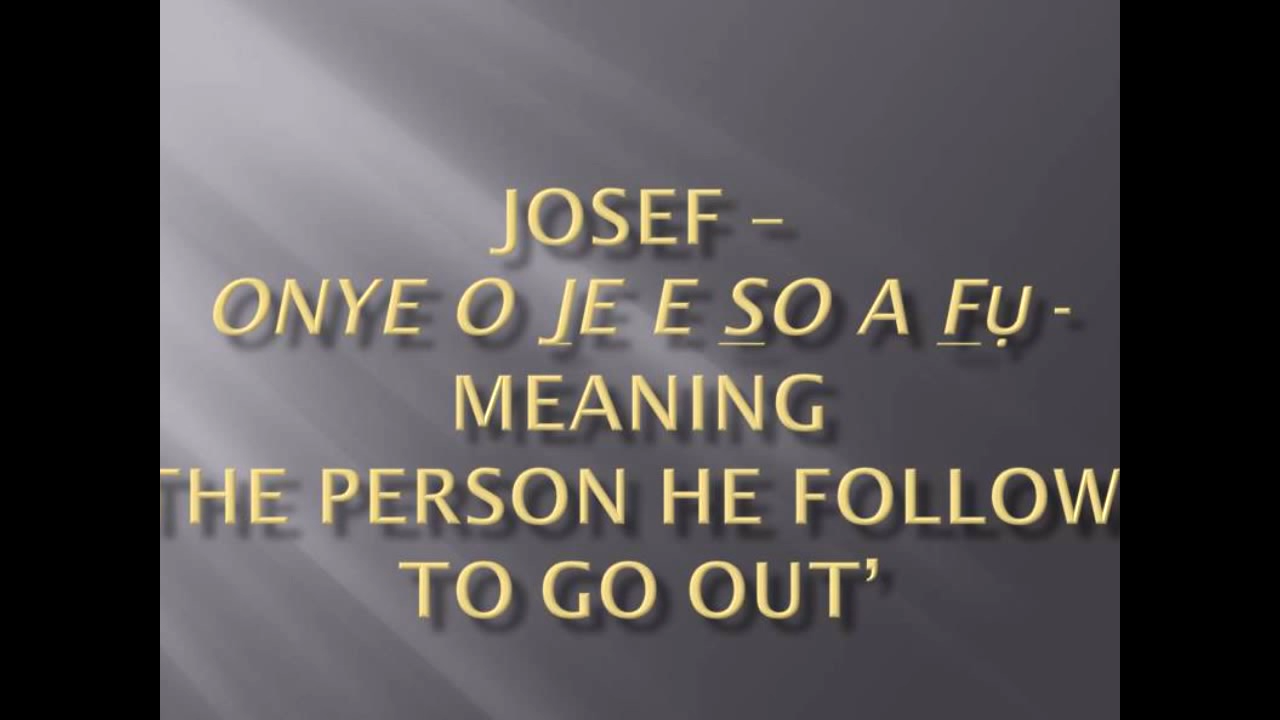 JOSEF –
ONYE O JE E SO A FỤ -
MEANING
THE PERSON HE FOLLOW
TO GO OUT’